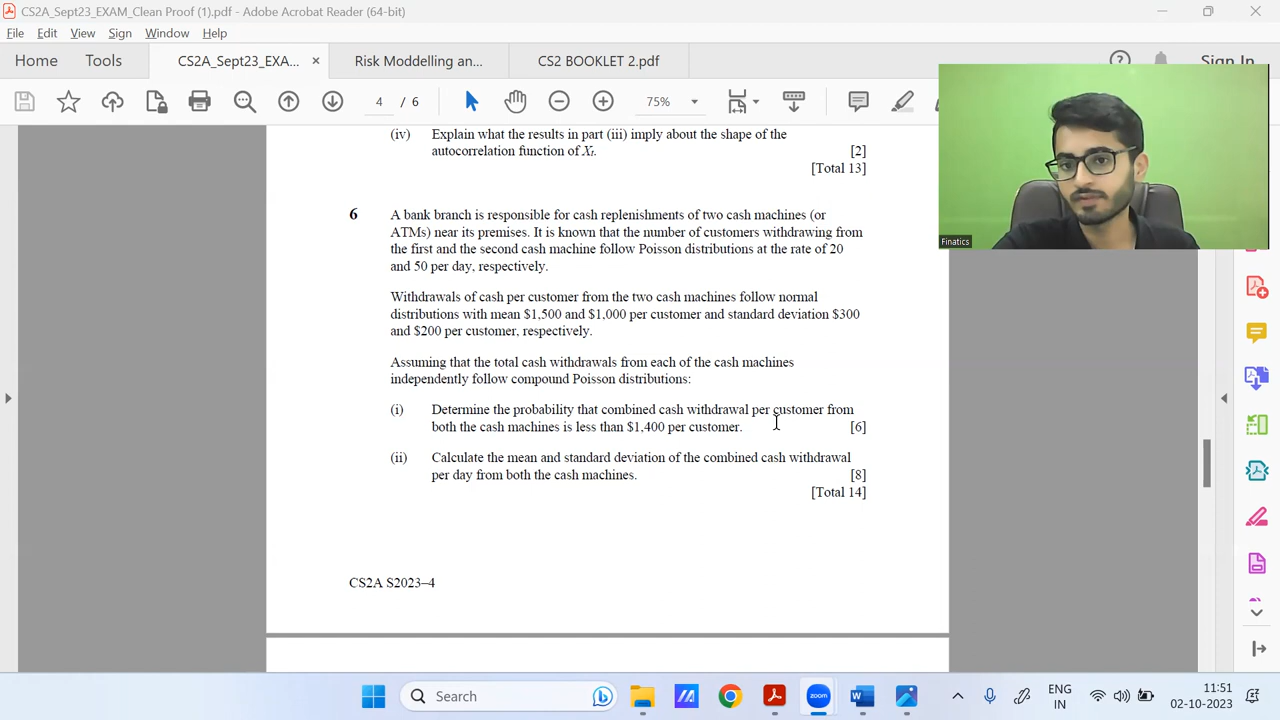 CS2A_Sept23_EXAM_Clean Proof (1).pdf - Adobe Acrobat Reader (64-bit)
File Edit View Sign Window Help
Home Tools CS2A_Sept23_EXA... × Risk Moddelling an... CS2 BOOKLET 2.pdf Sign In
4 / 6 75%
(iv) Explain what the results in part (iii) imply about the shape of the
autocorrelation function of Xt. [2]
[Total 13]
6 A bank branch is responsible for cash replenishments of two cash machines (or
ATMs) near its premises. It is known that the number of customers withdrawing from
the first and the second cash machine follow Poisson distributions at the rate of 20
and 50 per day, respectively.
Withdrawals of cash per customer from the two cash machines follow normal
distributions with mean $1,500 and $1,000 per customer and standard deviation $300
and $200 per customer, respectively.
Assuming that the total cash withdrawals from each of the cash machines
independently follow compound Poisson distributions:
(i) Determine the probability that combined cash withdrawal per customer from
both the cash machines is less than $1,400 per customer. [6]
(ii) Calculate the mean and standard deviation of the combined cash withdrawal
per day from both the cash machines. [8]
[Total 14]
CS2A S2023–4
Finatics
Search
zoom
ENG
IN
11:51
02-10-2023